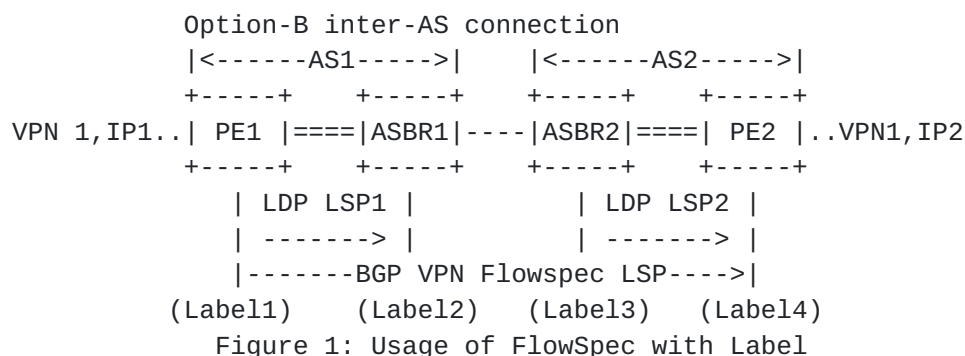 Option-B inter-AS connection
|<------AS1----->|    |<------AS2----->|
+-----+    +-----+    +-----+    +-----+
VPN 1,IP1..| PE1 |====|ASBR1|----|ASBR2|====| PE2 |..VPN1,IP2
+-----+    +-----+    +-----+    +-----+
| LDP LSP1 |          | LDP LSP2 |
| -------> |          | -------> |
|-------BGP VPN Flowspec LSP---->|
(Label1)    (Label2)   (Label3)   (Label4)
Figure 1: Usage of FlowSpec with Label